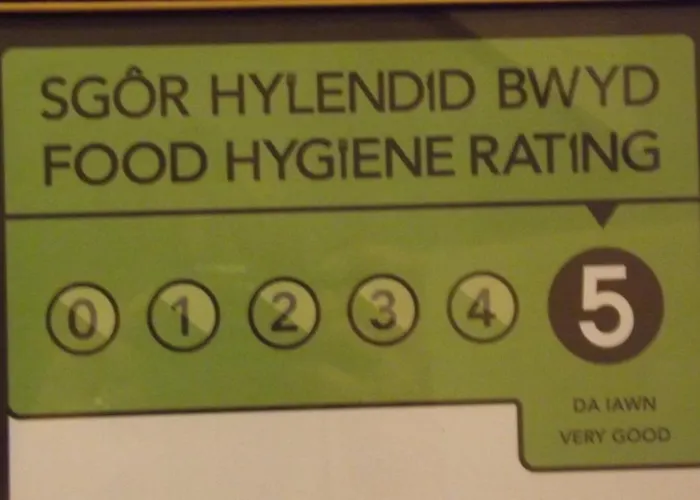 SGÔR HYLENDID BWYD
FOOD HYGIENE RATING
0 1 2 3 4 5
DA IAWN
VERY GOOD